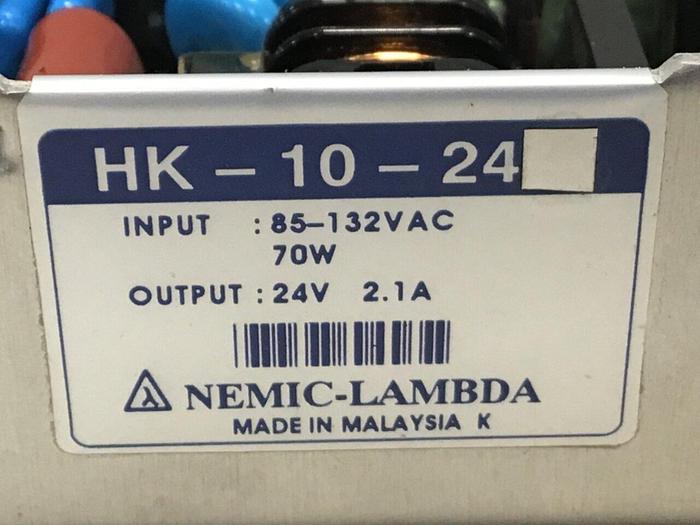 HK – 10 – 24
INPUT : 85–132VAC
70W
OUTPUT : 24V 2.1A
NEMIC-LAMBDA
MADE IN MALAYSIA K